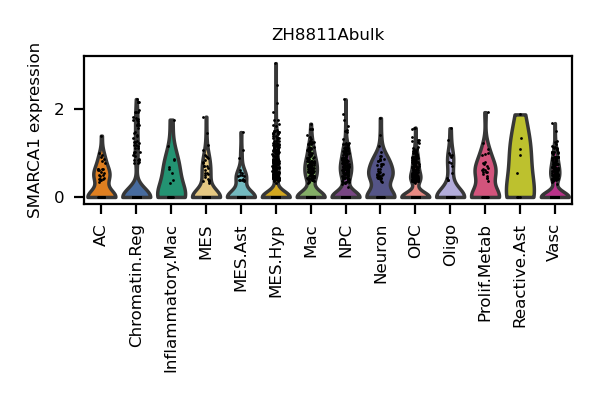 ZH8811Abulk
SMARCA1 expression
2
0
AC
Chromatin.Reg
Inflammatory.Mac
MES
MES.Ast
MES.Hyp
Mac
NPC
Neuron
OPC
Oligo
Prolif.Metab
Reactive.Ast
Vasc